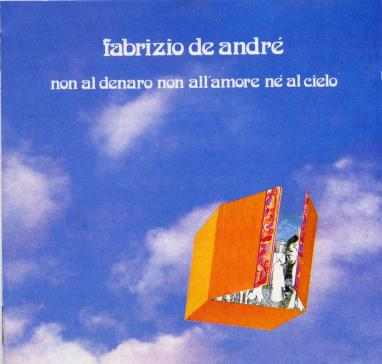 fabrizio de andré
non al denaro non all'amore né al cielo